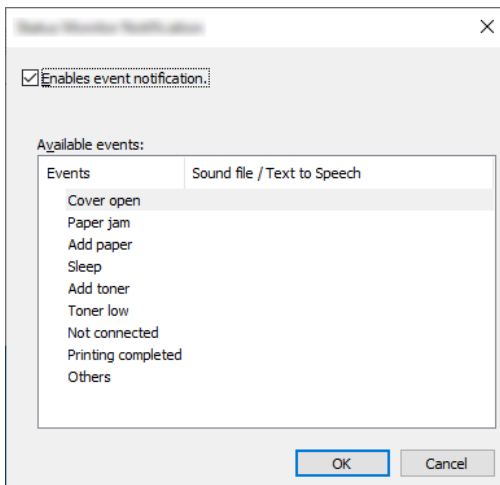 Enables event notification.
Available events:
Events Sound file / Text to Speech
Cover open
Paper jam
Add paper
Sleep
Add toner
Toner low
Not connected
Printing completed
Others
OK Cancel